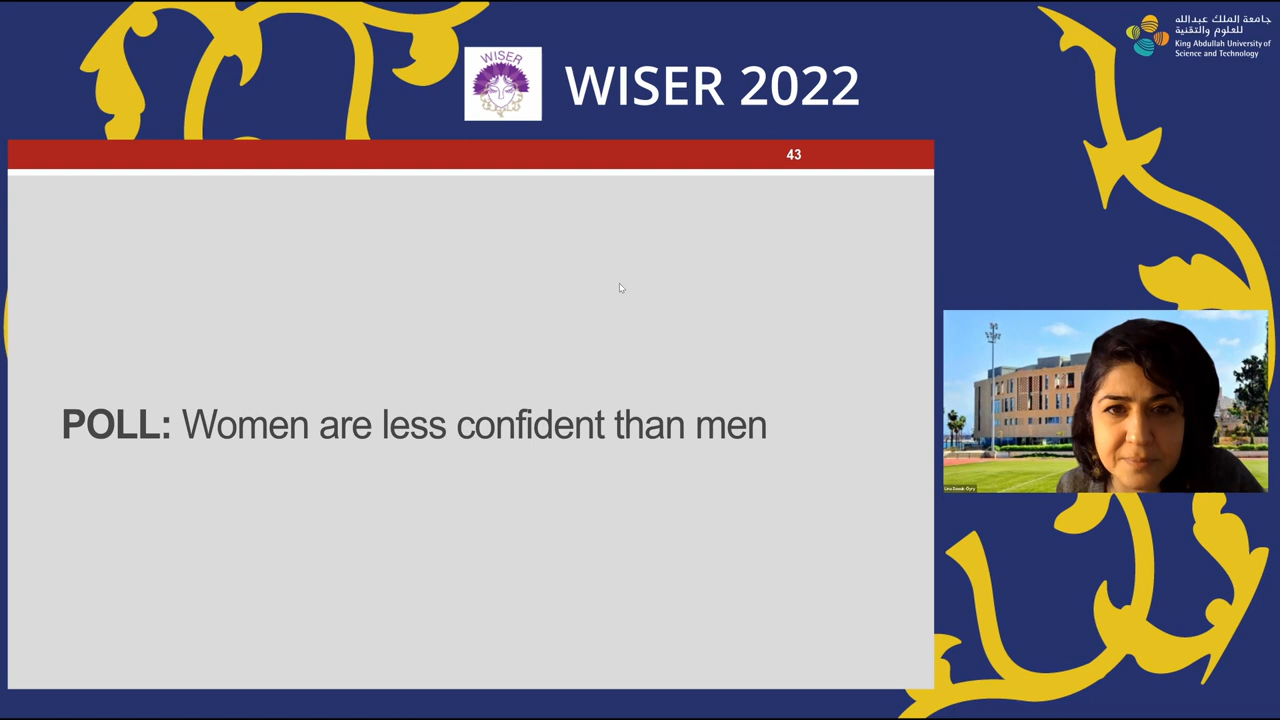 WISER
WISER 2022
جامعة الملك عبدالله
للعلوم والتقنية
King Abdullah University of
Science and Technology
43
POLL: Women are less confident than men